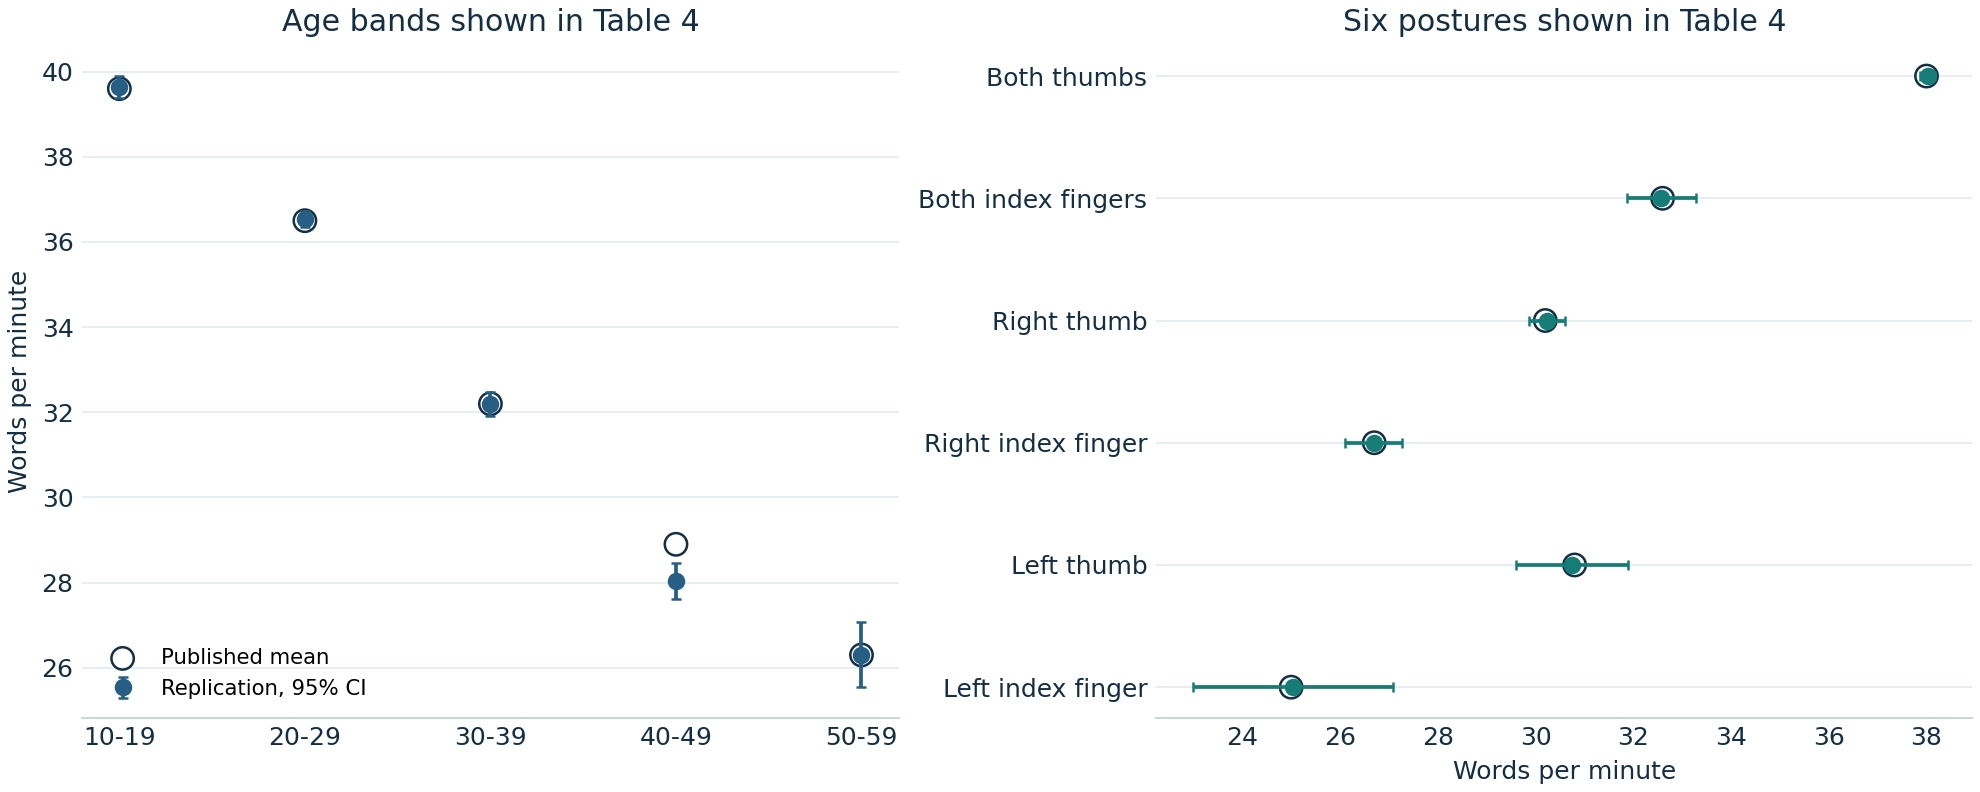 Age bands shown in Table 4
Words per minute
40
38
36
34
32
30
28
26
Published mean
Replication, 95% CI
10-19 20-29 30-39 40-49 50-59
Six postures shown in Table 4
Both thumbs
Both index fingers
Right thumb
Right index finger
Left thumb
Left index finger
24 26 28 30 32 34 36 38
Words per minute